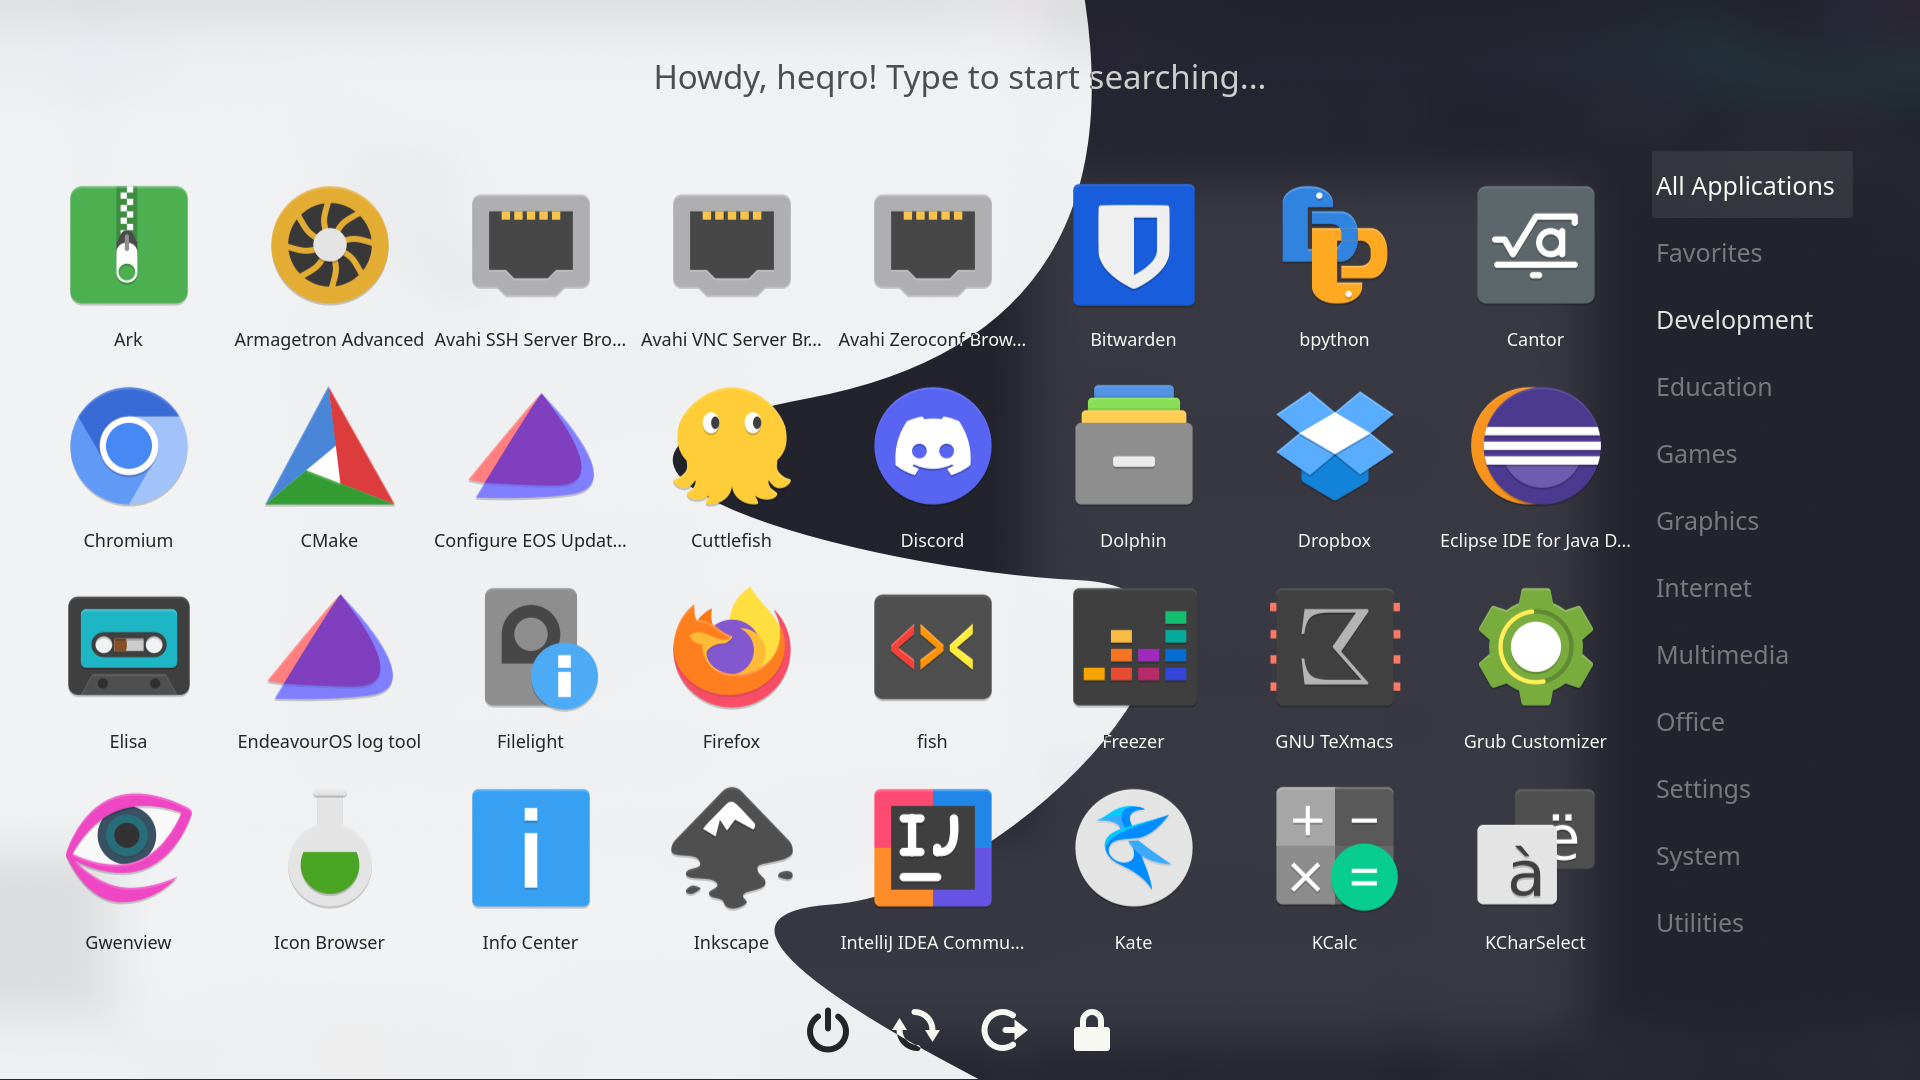 Howdy, heqro! Type to start searching...
Ark
Armagetron Advanced
Avahi SSH Server Bro...
Avahi VNC Server Br...
Avahi Zeroconf Brow...
Bitwarden
bpython
Cantor
Chromium
CMake
Configure EOS Updat...
Cuttlefish
Discord
Dolphin
Dropbox
Eclipse IDE for Java D...
Elisa
EndeavourOS log tool
Filelight
Firefox
fish
Freezer
GNU TeXmacs
Grub Customizer
Gwenview
Icon Browser
Info Center
Inkscape
IntelliJ IDEA Commu...
Kate
KCalc
KCharSelect
All Applications
Favorites
Development
Education
Games
Graphics
Internet
Multimedia
Office
Settings
System
Utilities